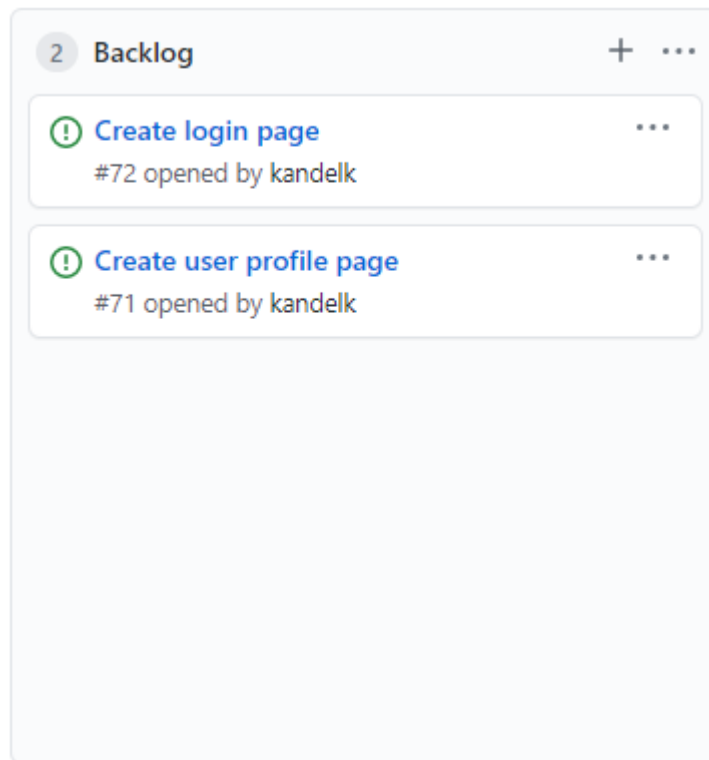 2 Backlog
Create login page
#72 opened by kandelk
Create user profile page
#71 opened by kandelk